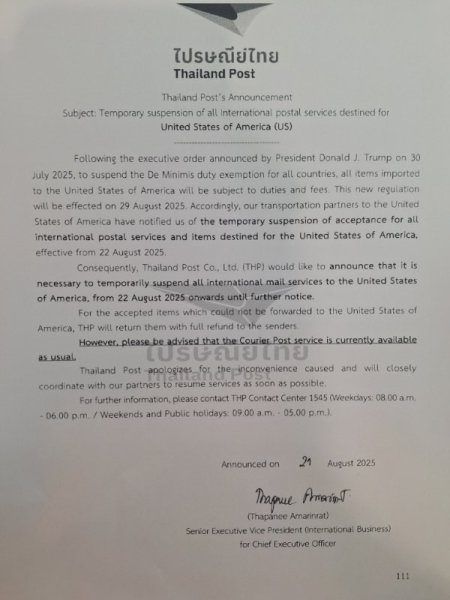 ไปรษณีย์ไทย
Thailand Post
Thailand Post's Announcement
Subject: Temporary suspension of all International postal services destined for
United States of America (US)
--------------------------------
Following the executive order announced by President Donald J. Trump on 30
July 2025, to suspend the De Minimis duty exemption for all countries, all items imported
to the United States of America will be subject to duties and fees. This new regulation
will be effected on 29 August 2025. Accordingly, our transportation partners to the United
States of America have notified us of the temporary suspension of acceptance for all
international postal services and items destined for the United States of America,
effective from 22 August 2025.
Consequently, Thailand Post Co., Ltd. (THP) would like to announce that it is
necessary to temporarily suspend all international mail services to the United States
of America, from 22 August 2025 onwards until further notice.
For the accepted items which could not be forwarded to the United States of
America, THP will return them with full refund to the senders.
However, please be advised that the Courier Post service is currently available
as usual.
ไปรษณีย์ไทย
Thailand Post
Thailand Post apologizes for the inconvenience caused and will closely
coordinate with our partners to resume services as soon as possible.
For further information, please contact THP Contact Center 1545 (Weekdays: 08.00 a.m.
- 06.00 p.m. / Weekends and Public holidays: 09.00 a.m. - 05.00 p.m.).
Announced on 21 August 2025
Thapanee Amarinrat
(Thapanee Amarinrat)
Senior Executive Vice President (International Business)
for Chief Executive Officer
111